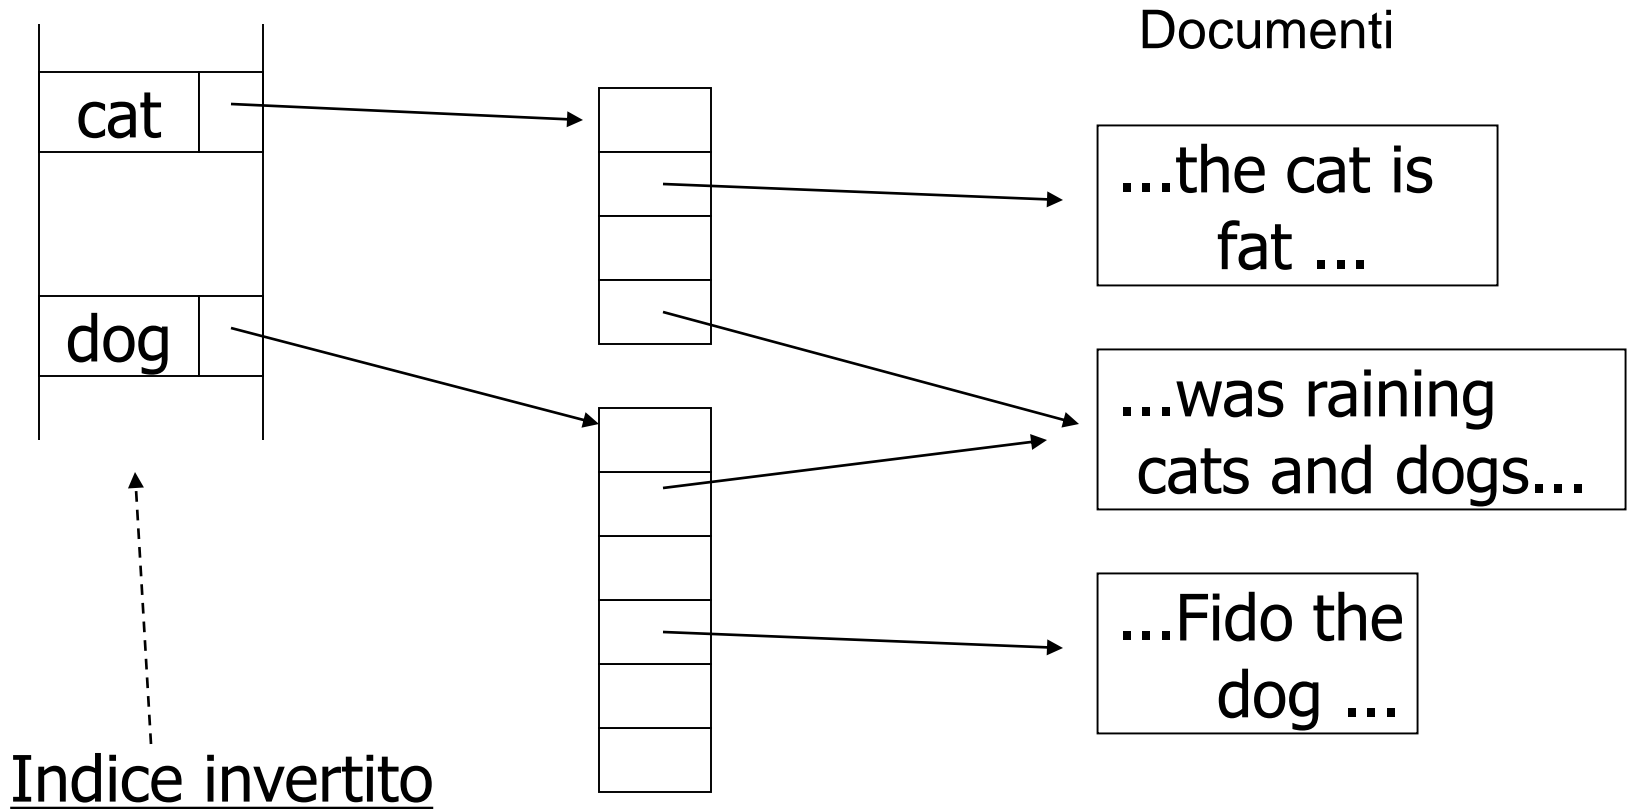 Documenti
cat
...the cat is
fat ...
dog
...was raining
cats and dogs...
...Fido the
dog ...
Indice invertito